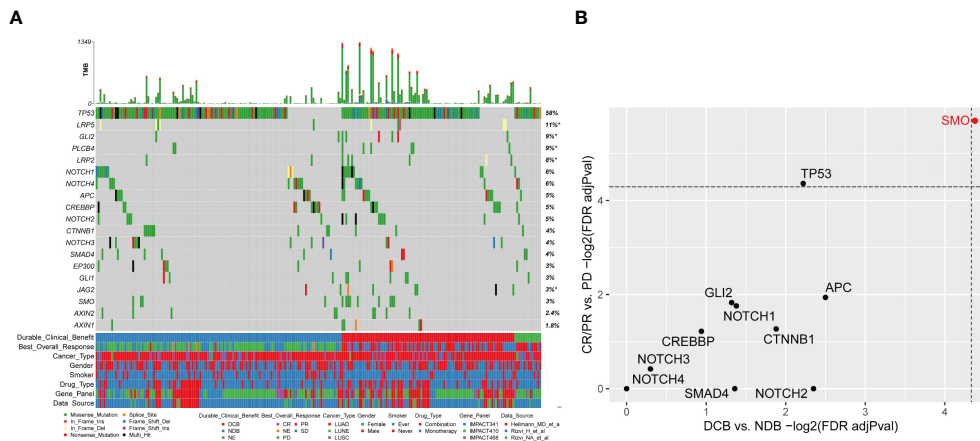 A
1349
TMB
0
TP53 58%
LRP5 11%*
GLI2 9%*
PLCB4 9%*
LRP2 8%*
NOTCH1 6%
NOTCH4 6%
APC 5%
CREBBP 5%
NOTCH2 5%
CTNNB1 4%
NOTCH3 4%
SMAD4 4%
EP300 3%
GLI1 3%
JAG2 3%*
SMO 3%
AXIN2 2.4%
AXIN1 1.8%
Durable_Clinical_Benefit
Best_Overall_Response
Cancer_Type
Gender
Smoker
Drug_Type
Gene_Panel
Data_Source
Missense_Mutation Splice_Site
In_Frame_Ins Frame_Shift_Del
In_Frame_Del Frame_Shift_Ins
Nonsense_Mutation Multi_Hit
Durable_Clinical_Benefit Best_Overall_Response Cancer_Type Gender Smoker Drug_Type Gene_Panel Data_Source
DCB CR PR LUAD Female Ever Combination IMPACT341 Hellmann_MD_et_a
NDB NE SD LUNE Male Never Monotherapy IMPACT410 Rizvi_H_et_al
NE PD LUSC IMPACT468 Rizvi_NA_et_al
B
CR/PR vs. PD −log2(FDR adjPval)
SMO
TP53
4
GLI2
APC
2
NOTCH1
CTNNB1
CREBBP
NOTCH3
NOTCH4
SMAD4
NOTCH2
0
0 1 2 3 4
DCB vs. NDB −log2(FDR adjPval)